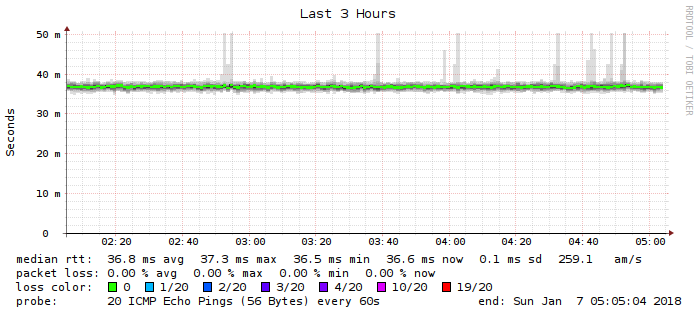 Last 3 Hours
RRDTOOL / TOBI OETIKER
Seconds
50 m
40 m
30 m
20 m
10 m
0
02:20 02:40 03:00 03:20 03:40 04:00 04:20 04:40 05:00
median rtt: 36.8 ms avg 37.3 ms max 36.5 ms min 36.6 ms now 0.1 ms sd 259.1 am/s
packet loss: 0.00 % avg 0.00 % max 0.00 % min 0.00 % now
loss color: 0 1/20 2/20 3/20 4/20 10/20 19/20
probe: 20 ICMP Echo Pings (56 Bytes) every 60s end: Sun Jan 7 05:05:04 2018